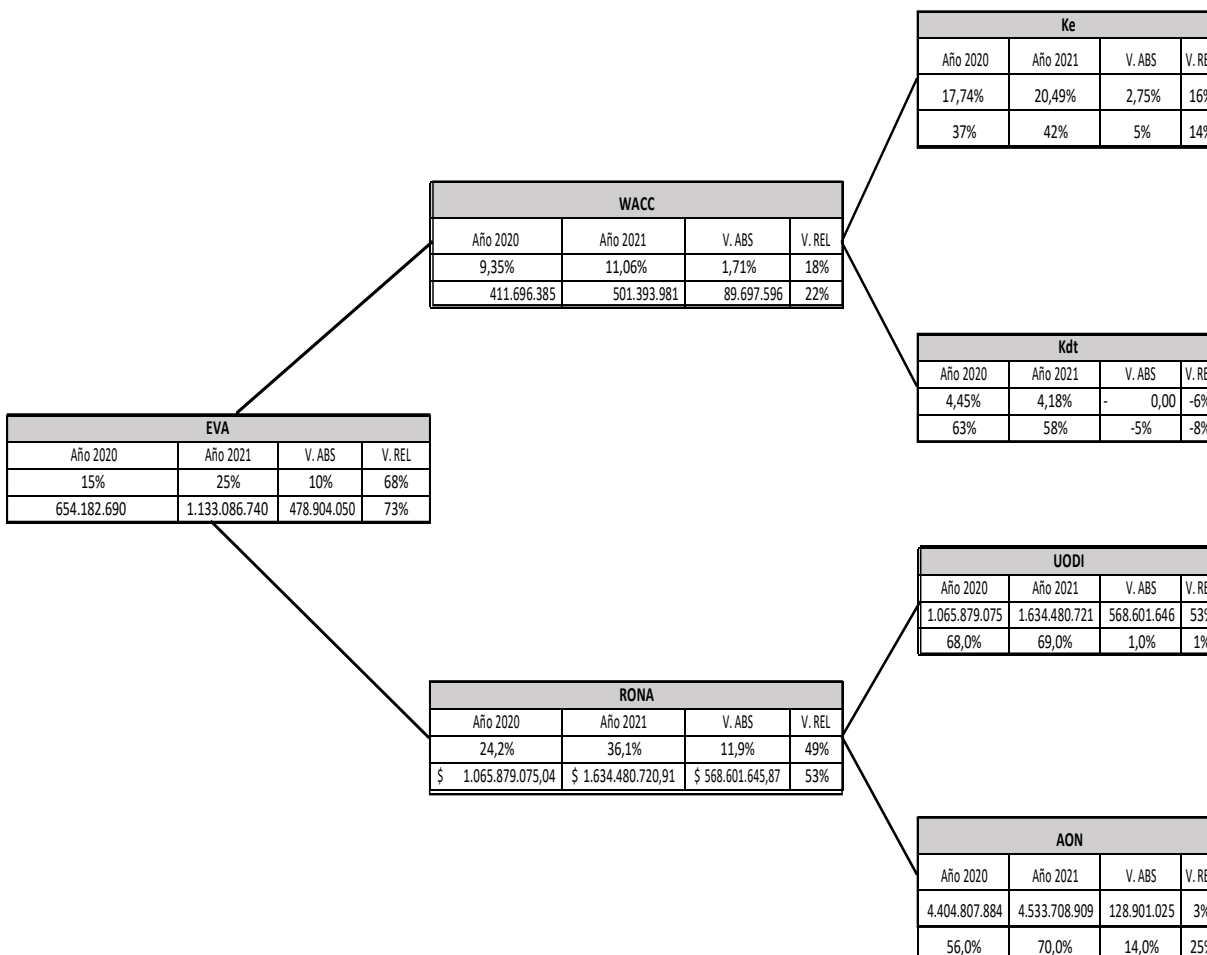 Ke
Año 2020 Año 2021 V. ABS
17,74% 20,49% 2,75%
37% 42% 5%
WACC
Año 2020 Año 2021 V. ABS V. REL
9,35% 11,06% 1,71% 18%
411.696.385 501.393.981 89.697.596 22%
Kdt
Año 2020 Año 2021 V. ABS
4,45% 4,18% - 0,00 -6%
63% 58% -5% -8%
EVA
Año 2020 Año 2021 V. ABS V. REL
15% 25% 10% 68%
654.182.690 1.133.086.740 478.904.050 73%
UODI
Año 2020 Año 2021 V. ABS
1.065.879.075 1.634.480.721 568.601.646
68,0% 69,0% 1,0% 1%
RONA
Año 2020 Año 2021 V. ABS V. REL
24,2% 36,1% 11,9% 49%
$ 1.065.879.075,04 $ 1.634.480.720,91 $ 568.601.645,87 53%
AON
Año 2020 Año 2021 V. ABS
4.404.807.884 4.533.708.909 128.901.025 3%
56,0% 70,0% 14,0%